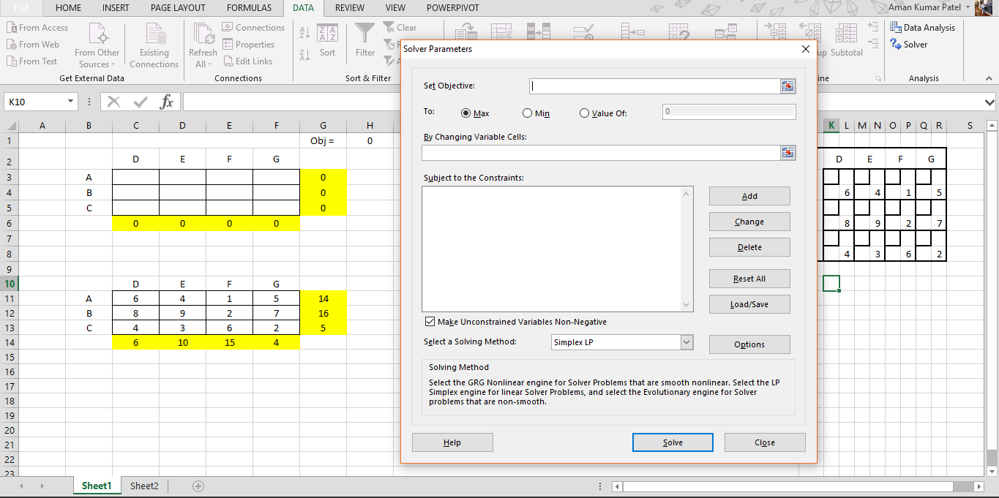 FILE HOME INSERT PAGE LAYOUT FORMULAS DATA REVIEW VIEW POWERPIVOT Aman Kumar Patel
From Access
From Web
From Text
From Other Sources
Existing Connections
Get External Data
Refresh All
Connections
Properties
Edit Links
Connections
Sort
Filter
Clear
Sort & Filter
Subtotal
Data Analysis
Solver
Analysis
K10
fx
A B C D E F G H K L M N O P Q R S
1 Obj = 0
2 D E F G
3 A 0
4 B 0
5 C 0
6 0 0 0 0
7
8
9
10 D E F G
11 A 6 4 1 5 14
12 B 8 9 2 7 16
13 C 4 3 6 2 5
14 6 10 15 4
15
16
17
18
19
20
21
22
23
Solver Parameters
Set Objective:
To: Max Min Value Of: 0
By Changing Variable Cells:
Subject to the Constraints:
Add
Change
Delete
Reset All
Load/Save
Make Unconstrained Variables Non-Negative
Select a Solving Method: Simplex LP Options
Solving Method
Select the GRG Nonlinear engine for Solver Problems that are smooth nonlinear. Select the LP
Simplex engine for linear Solver Problems, and select the Evolutionary engine for Solver
problems that are non-smooth.
Help Solve Close
D E F G
6 4 1 5
8 9 2 7
4 3 6 2
Sheet1 Sheet2